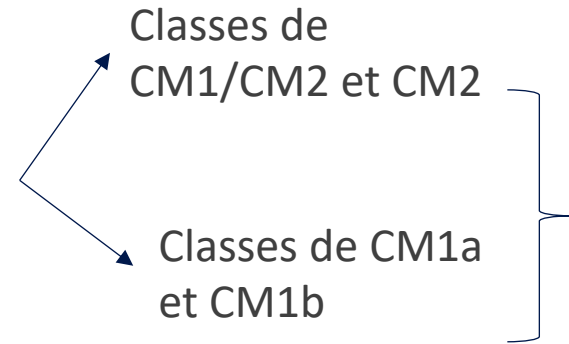 Classes de
CM1/CM2 et CM2
Classes de CM1a
et CM1b